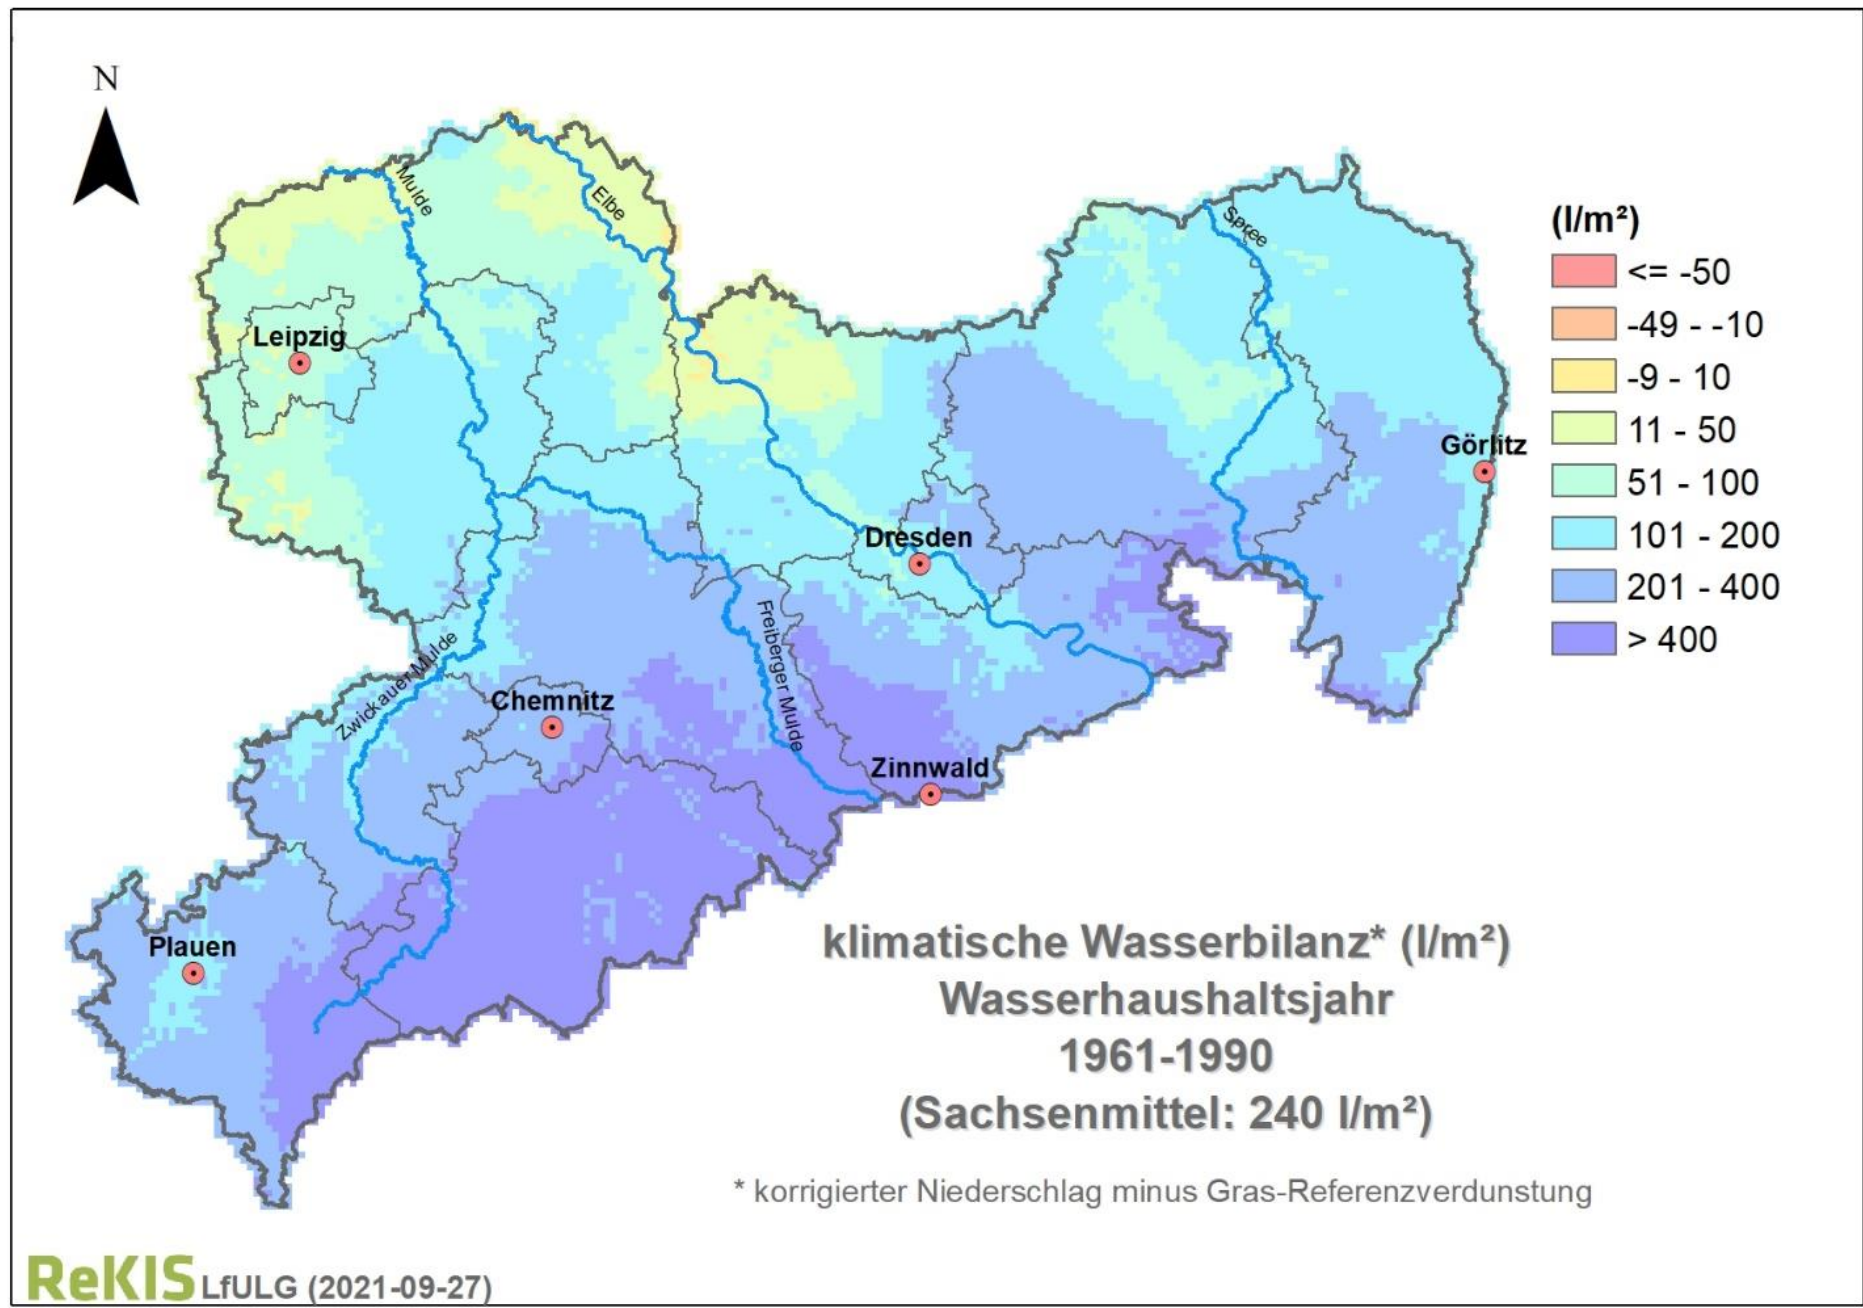 N
Mulde
Elbe
Spree
(l/m²)
<= -50
-49 - -10
-9 - 10
11 - 50
51 - 100
101 - 200
201 - 400
> 400
Leipzig
Görlitz
Dresden
Freiberger Mulde
Zwickauer Mulde
Chemnitz
Zinnwald
Plauen
klimatische Wasserbilanz* (l/m²)
Wasserhaushaltsjahr
1961-1990
(Sachsenmittel: 240 l/m²)
* korrigierter Niederschlag minus Gras-Referenzverdunstung
ReKIS LfULG (2021-09-27)